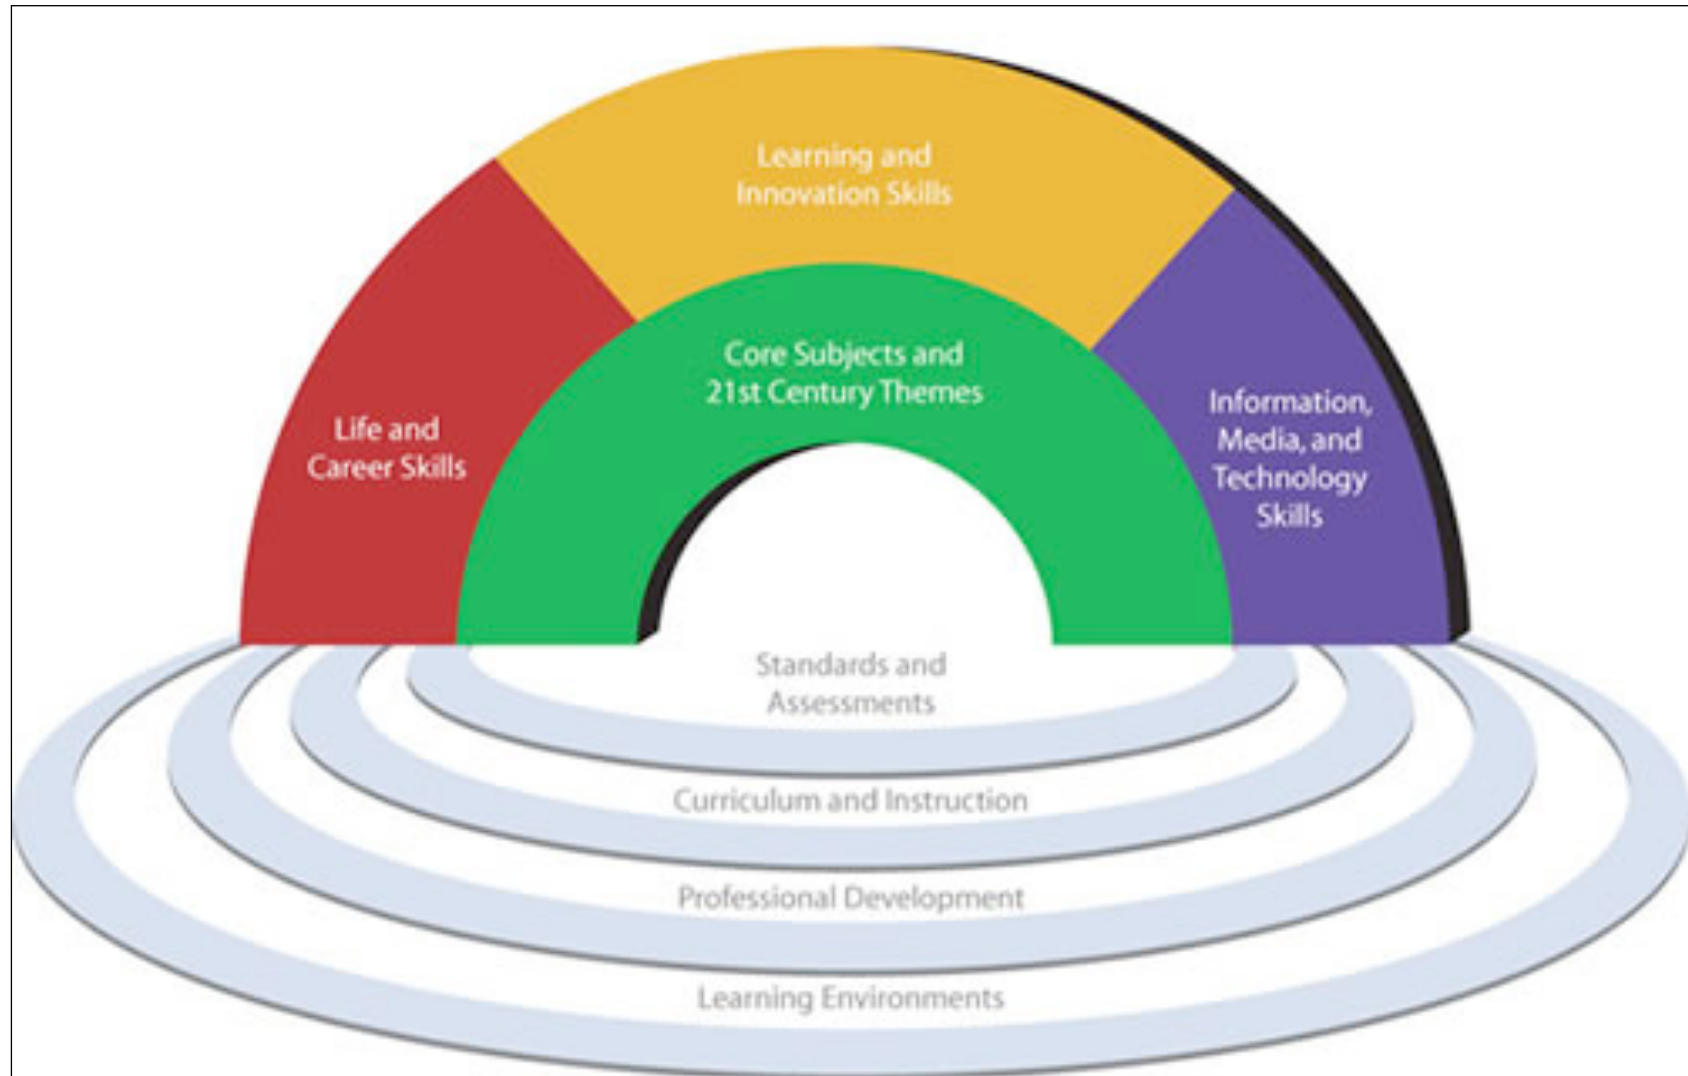 Learning and
Innovation Skills
Core Subjects and
21st Century Themes
Life and
Career Skills
Information,
Media, and
Technology
Skills
Standards and
Assessments
Curriculum and Instruction
Professional Development
Learning Environments